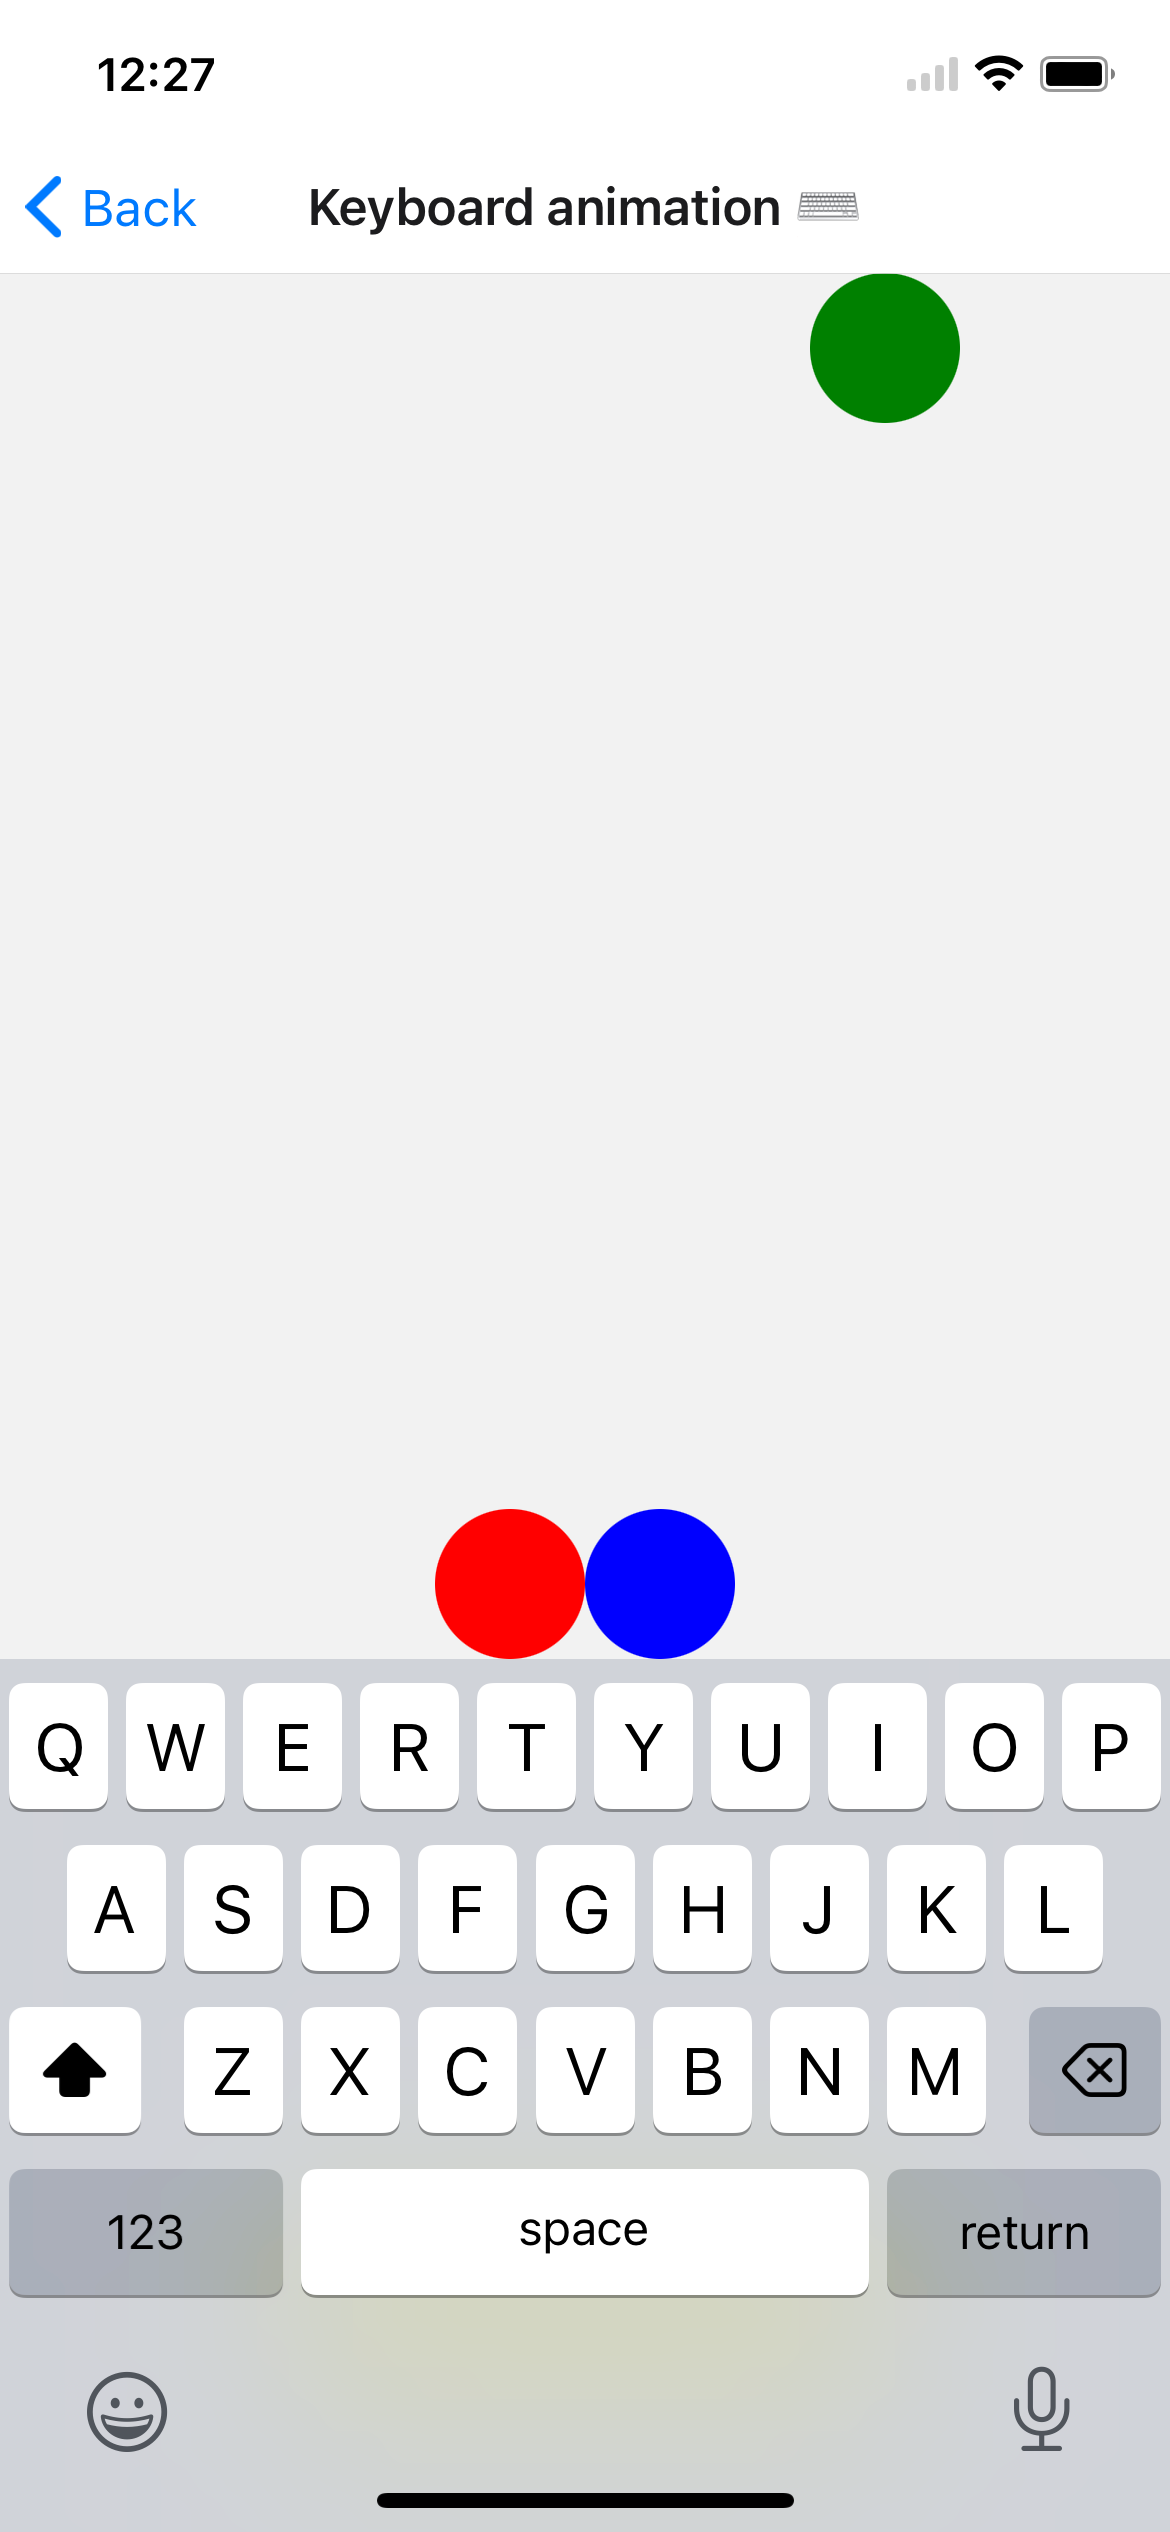 12:27
Back Keyboard animation ⌨️
Q W E R T Y U I O P
A S D F G H J K L
Z X C V B N M
123 space return